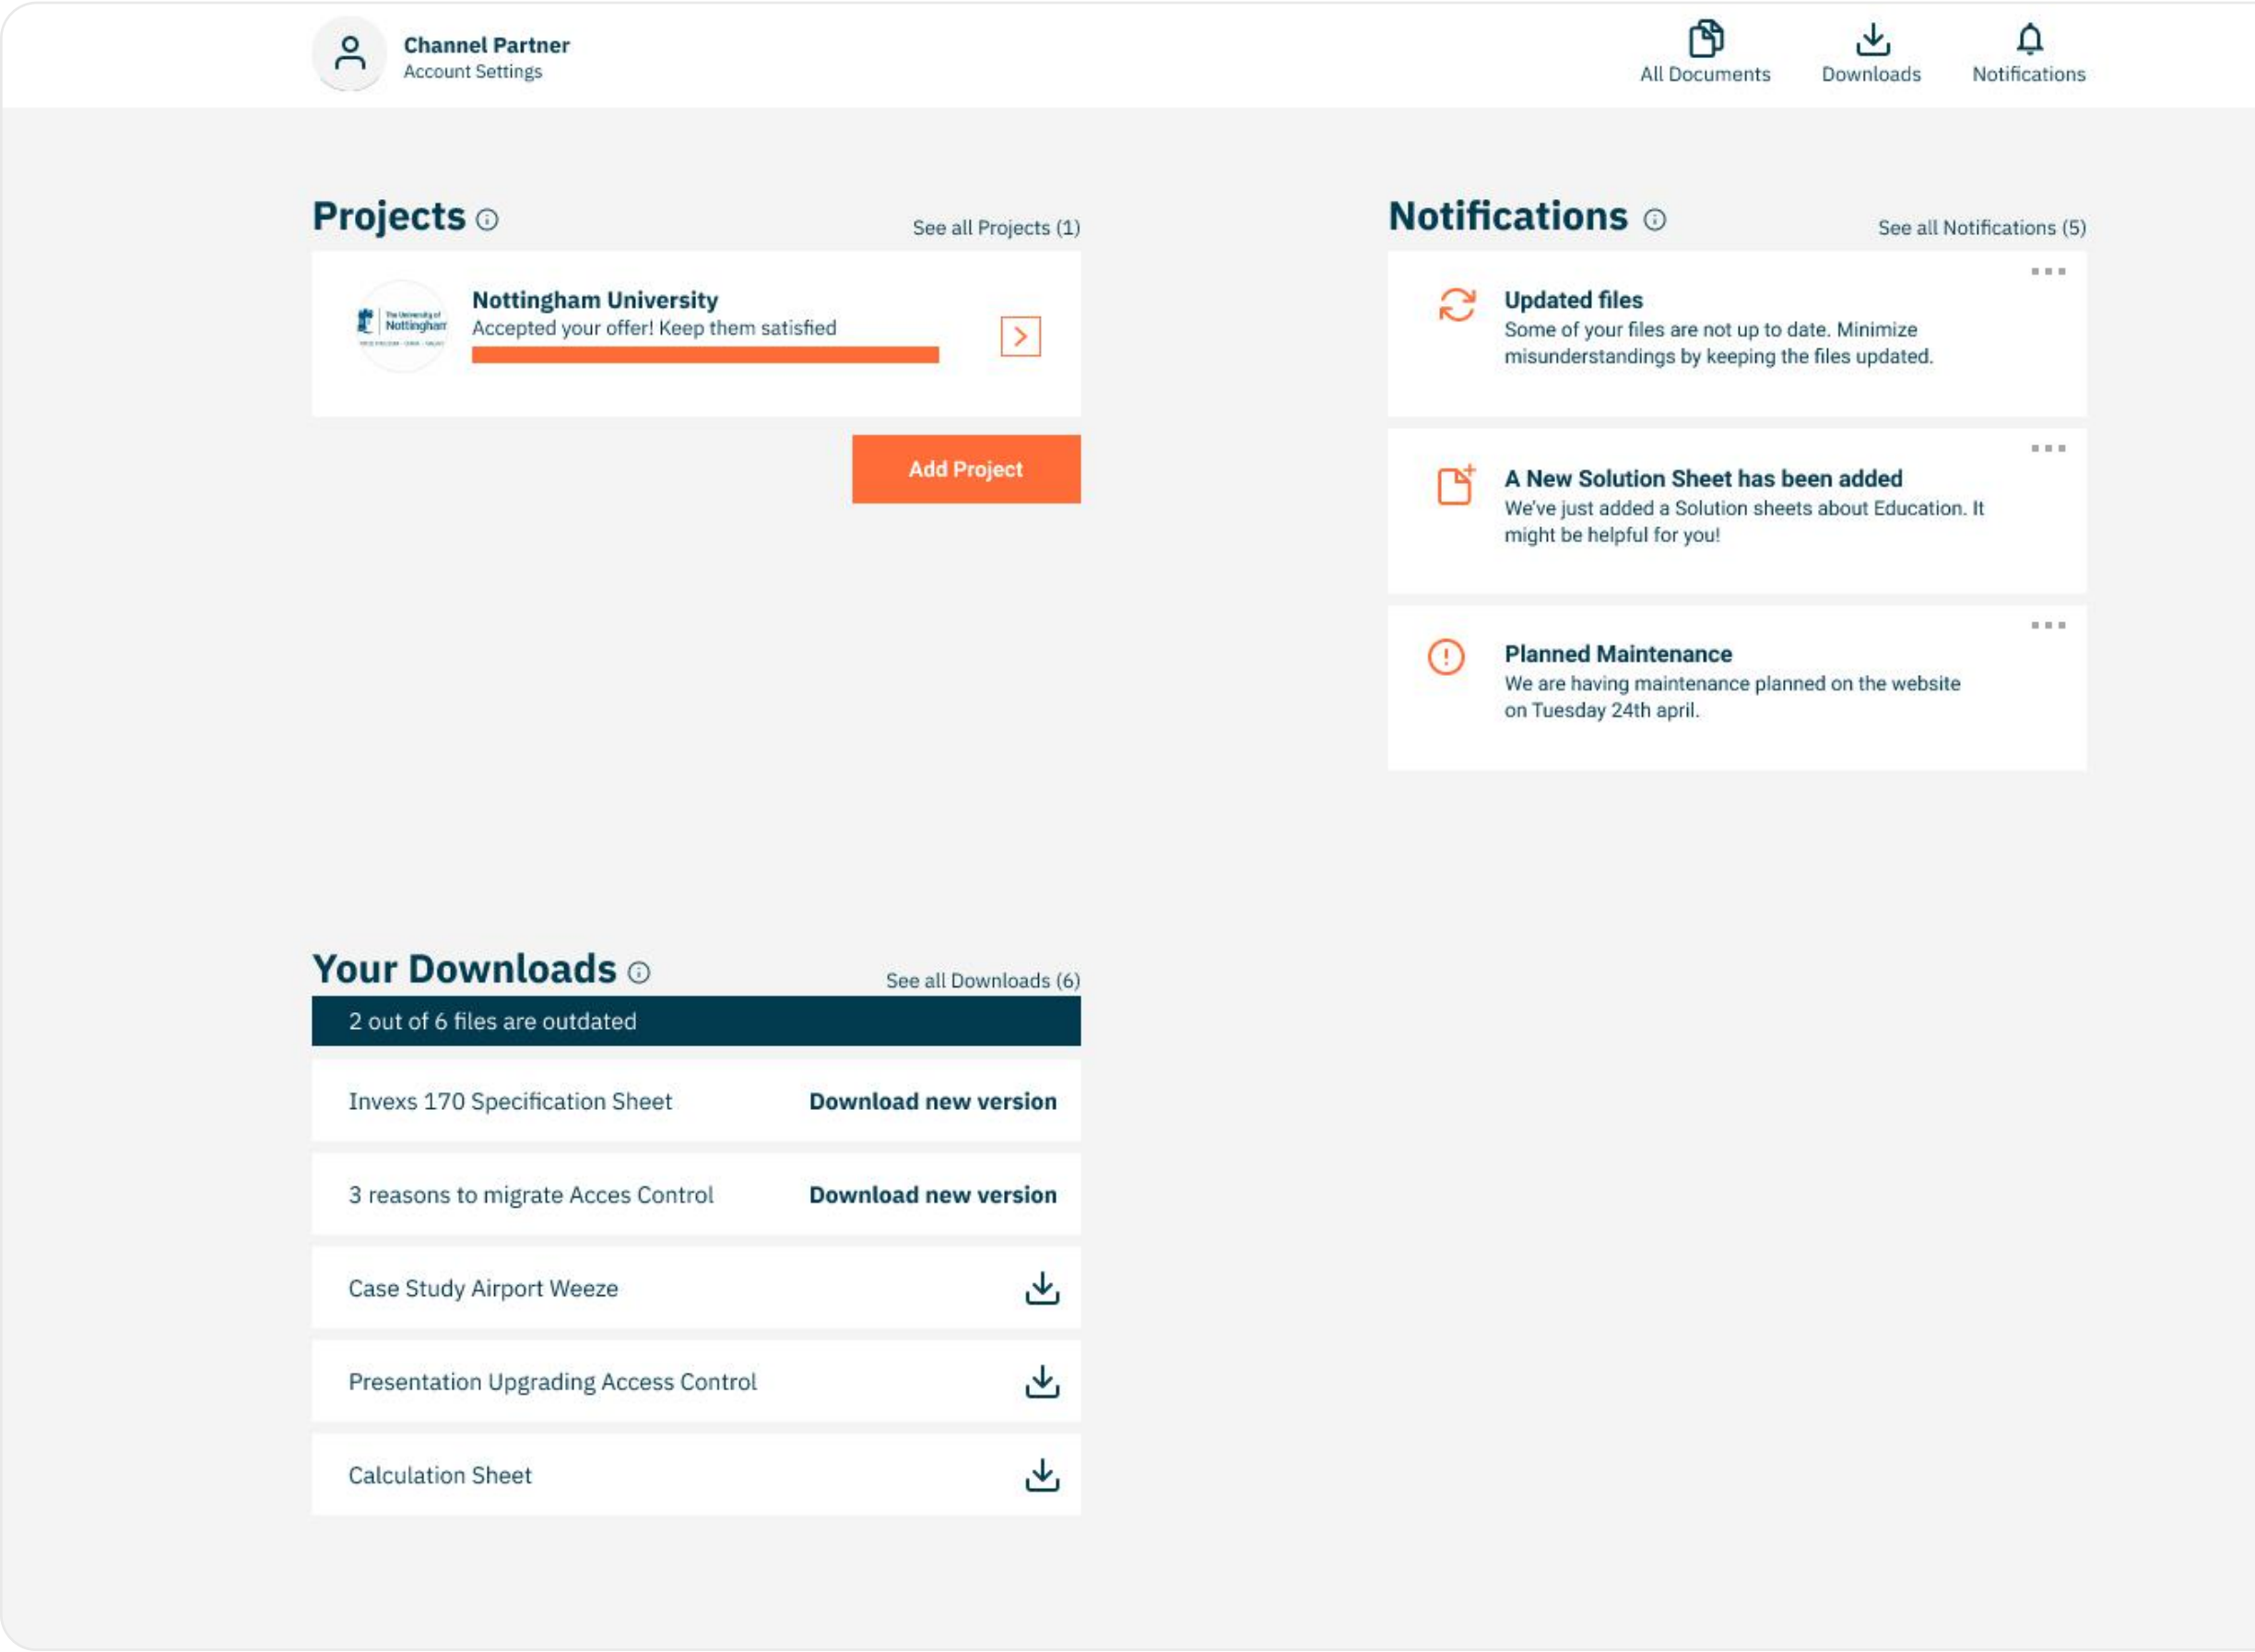 Channel Partner
Account Settings
All Documents
Downloads
Notifications
Projects
See all Projects (1)
The University of
Nottingham
Nottingham University
Accepted your offer! Keep them satisfied
Add Project
Notifications
See all Notifications (5)
Updated files
Some of your files are not up to date. Minimize
misunderstandings by keeping the files updated.
A New Solution Sheet has been added
We've just added a Solution sheets about Education. It
might be helpful for you!
Planned Maintenance
We are having maintenance planned on the website
on Tuesday 24th april.
Your Downloads
See all Downloads (6)
2 out of 6 files are outdated
Invexs 170 Specification Sheet
Download new version
3 reasons to migrate Acces Control
Download new version
Case Study Airport Weeze
Presentation Upgrading Access Control
Calculation Sheet